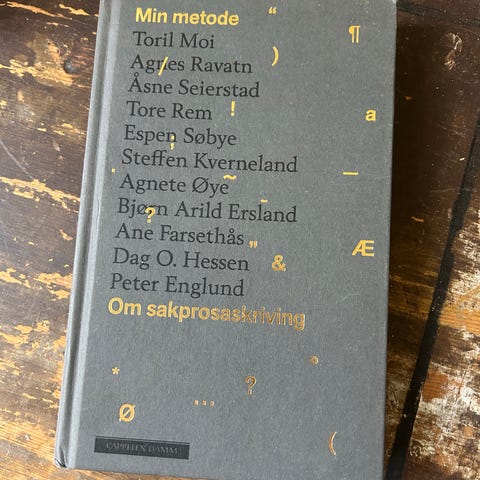 Min metode “ ¶
Toril Moi )
Agnes Ravatn /
Åsne Seierstad
Tore Rem ! a
Espen Søbye ;
Steffen Kverneland
. ~ –
Agnete Øye
Bjørn Arild Ersland - ?
Ane Farsethås „ Æ
Dag O. Hessen &
Peter Englund
Om sakprosaskriving
* ?
Ø
(
CAPPELEN DAMM